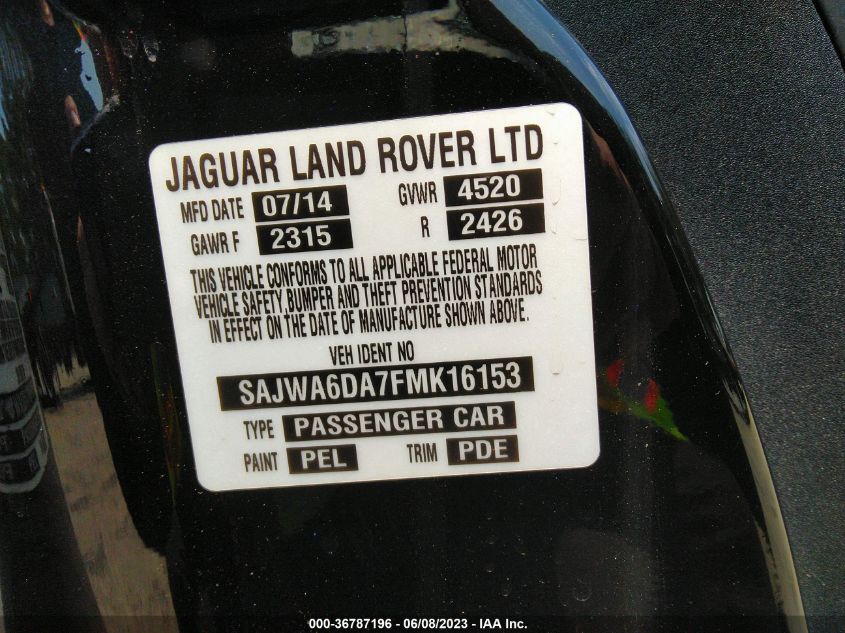 JAGUAR LAND ROVER LTD
MFD DATE 07/14 GVWR 4520
GAWR F 2315 R 2426
THIS VEHICLE CONFORMS TO ALL APPLICABLE FEDERAL MOTOR
VEHICLE SAFETY,BUMPER AND THEFT PREVENTION STANDARDS
IN EFFECT ON THE DATE OF MANUFACTURE SHOWN ABOVE.
VEH IDENT NO
SAJWA6DA7FMK16153
TYPE PASSENGER CAR
PAINT PEL TRIM PDE
000-36787196 - 06/08/2023 - IAA Inc.